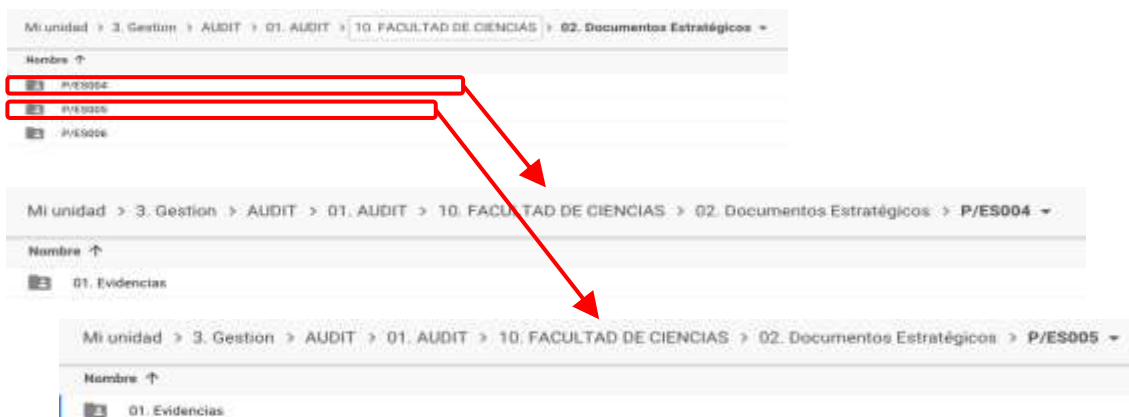 Mi unidad > 3. Gestion > AUDIT > 01. AUDIT > 10. FACULTAD DE CIENCIAS > 02. Documentos Estratégicos
Nombre ↑
P/ES004
P/ES005
P/ES006
Mi unidad > 3. Gestion > AUDIT > 01. AUDIT > 10. FACULTAD DE CIENCIAS > 02. Documentos Estratégicos > P/ES004
Nombre ↑
01. Evidencias
Mi unidad > 3. Gestion > AUDIT > 01. AUDIT > 10. FACULTAD DE CIENCIAS > 02. Documentos Estratégicos > P/ES005
Nombre ↑
01. Evidencias